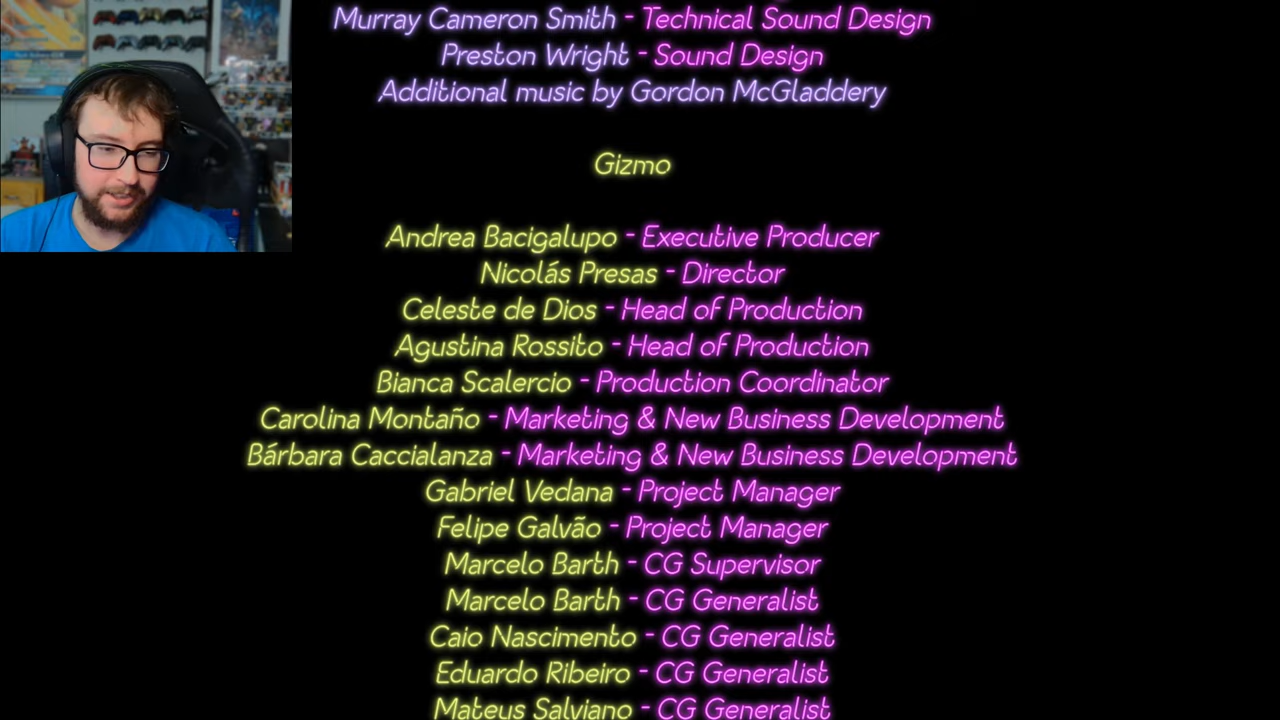 Murray Cameron Smith - Technical Sound Design
Preston Wright - Sound Design
Additional music by Gordon McGladdery
Gizmo
Andrea Bacigalupo - Executive Producer
Nicolás Presas - Director
Celeste de Dios - Head of Production
Agustina Rossito - Head of Production
Bianca Scalercio - Production Coordinator
Carolina Montaño - Marketing & New Business Development
Bárbara Caccialanza - Marketing & New Business Development
Gabriel Vedana - Project Manager
Felipe Galvão - Project Manager
Marcelo Barth - CG Supervisor
Marcelo Barth - CG Generalist
Caio Nascimento - CG Generalist
Eduardo Ribeiro - CG Generalist
Mateus Salviano - CG Generalist